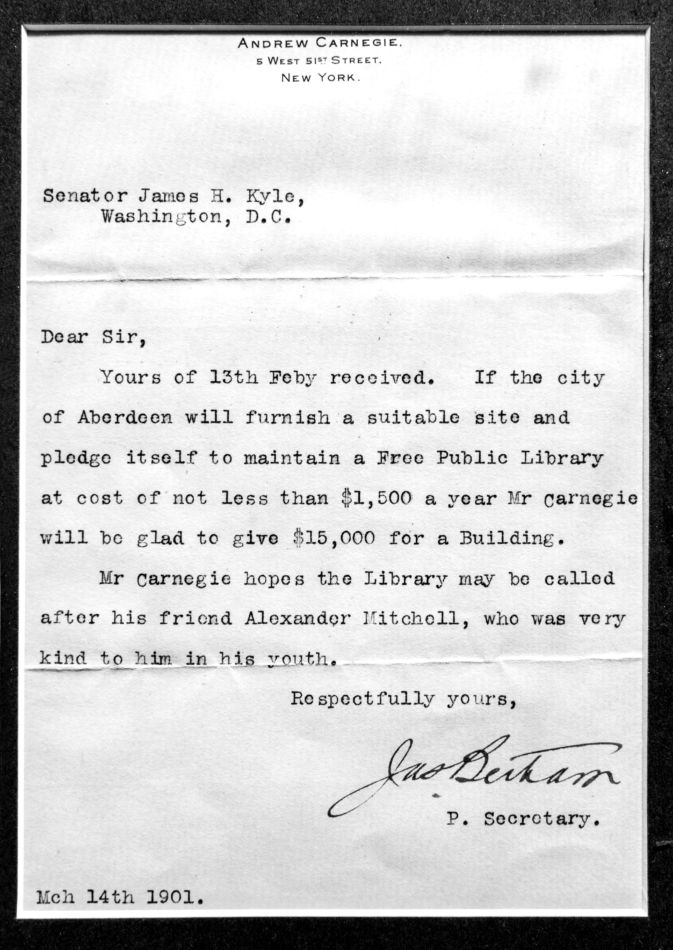 ANDREW CARNEGIE.
5 WEST 51ST STREET.
NEW YORK.
Senator James H. Kyle,
Washington, D.C.
Dear Sir,
Yours of 13th Feby received. If the city
of Aberdeen will furnish a suitable site and
pledge itself to maintain a Free Public Library
at cost of not less than $1,500 a year Mr Carnegie
will be glad to give $15,000 for a Building.
Mr Carnegie hopes the Library may be called
after his friend Alexander Mitchell, who was very
kind to him in his youth.
Respectfully yours,
Jas Bertram
P. Secretary.
Mch 14th 1901.